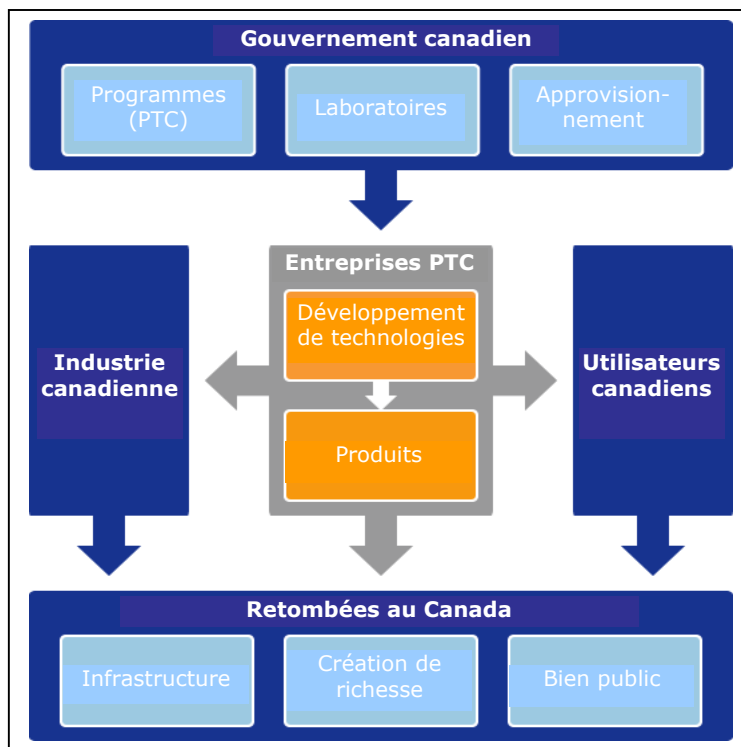 Gouvernement canadien
Programmes
(PTC)
Laboratoires
Approvision-
nement
Entreprises PTC
Développement
de technologies
Produits
Industrie
canadienne
Utilisateurs
canadiens
Retombées au Canada
Infrastructure
Création de
richesse
Bien public